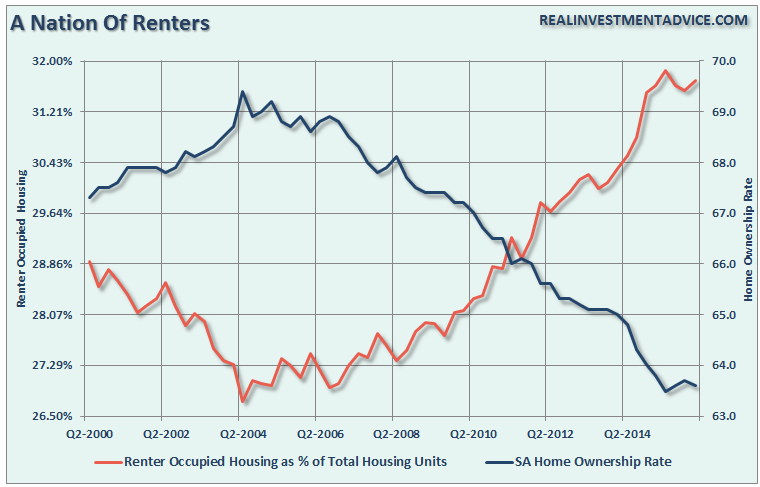 A Nation Of Renters
REALINVESTMENTADVICE.COM
32.00%
31.21%
30.43%
29.64%
28.86%
28.07%
27.29%
26.50%
Renter Occupied Housing
70.0
69.0
68.0
67.0
66.0
65.0
64.0
63.0
Home Ownership Rate
Q2-2000 Q2-2002 Q2-2004 Q2-2006 Q2-2008 Q2-2010 Q2-2012 Q2-2014
Renter Occupied Housing as % of Total Housing Units SA Home Ownership Rate